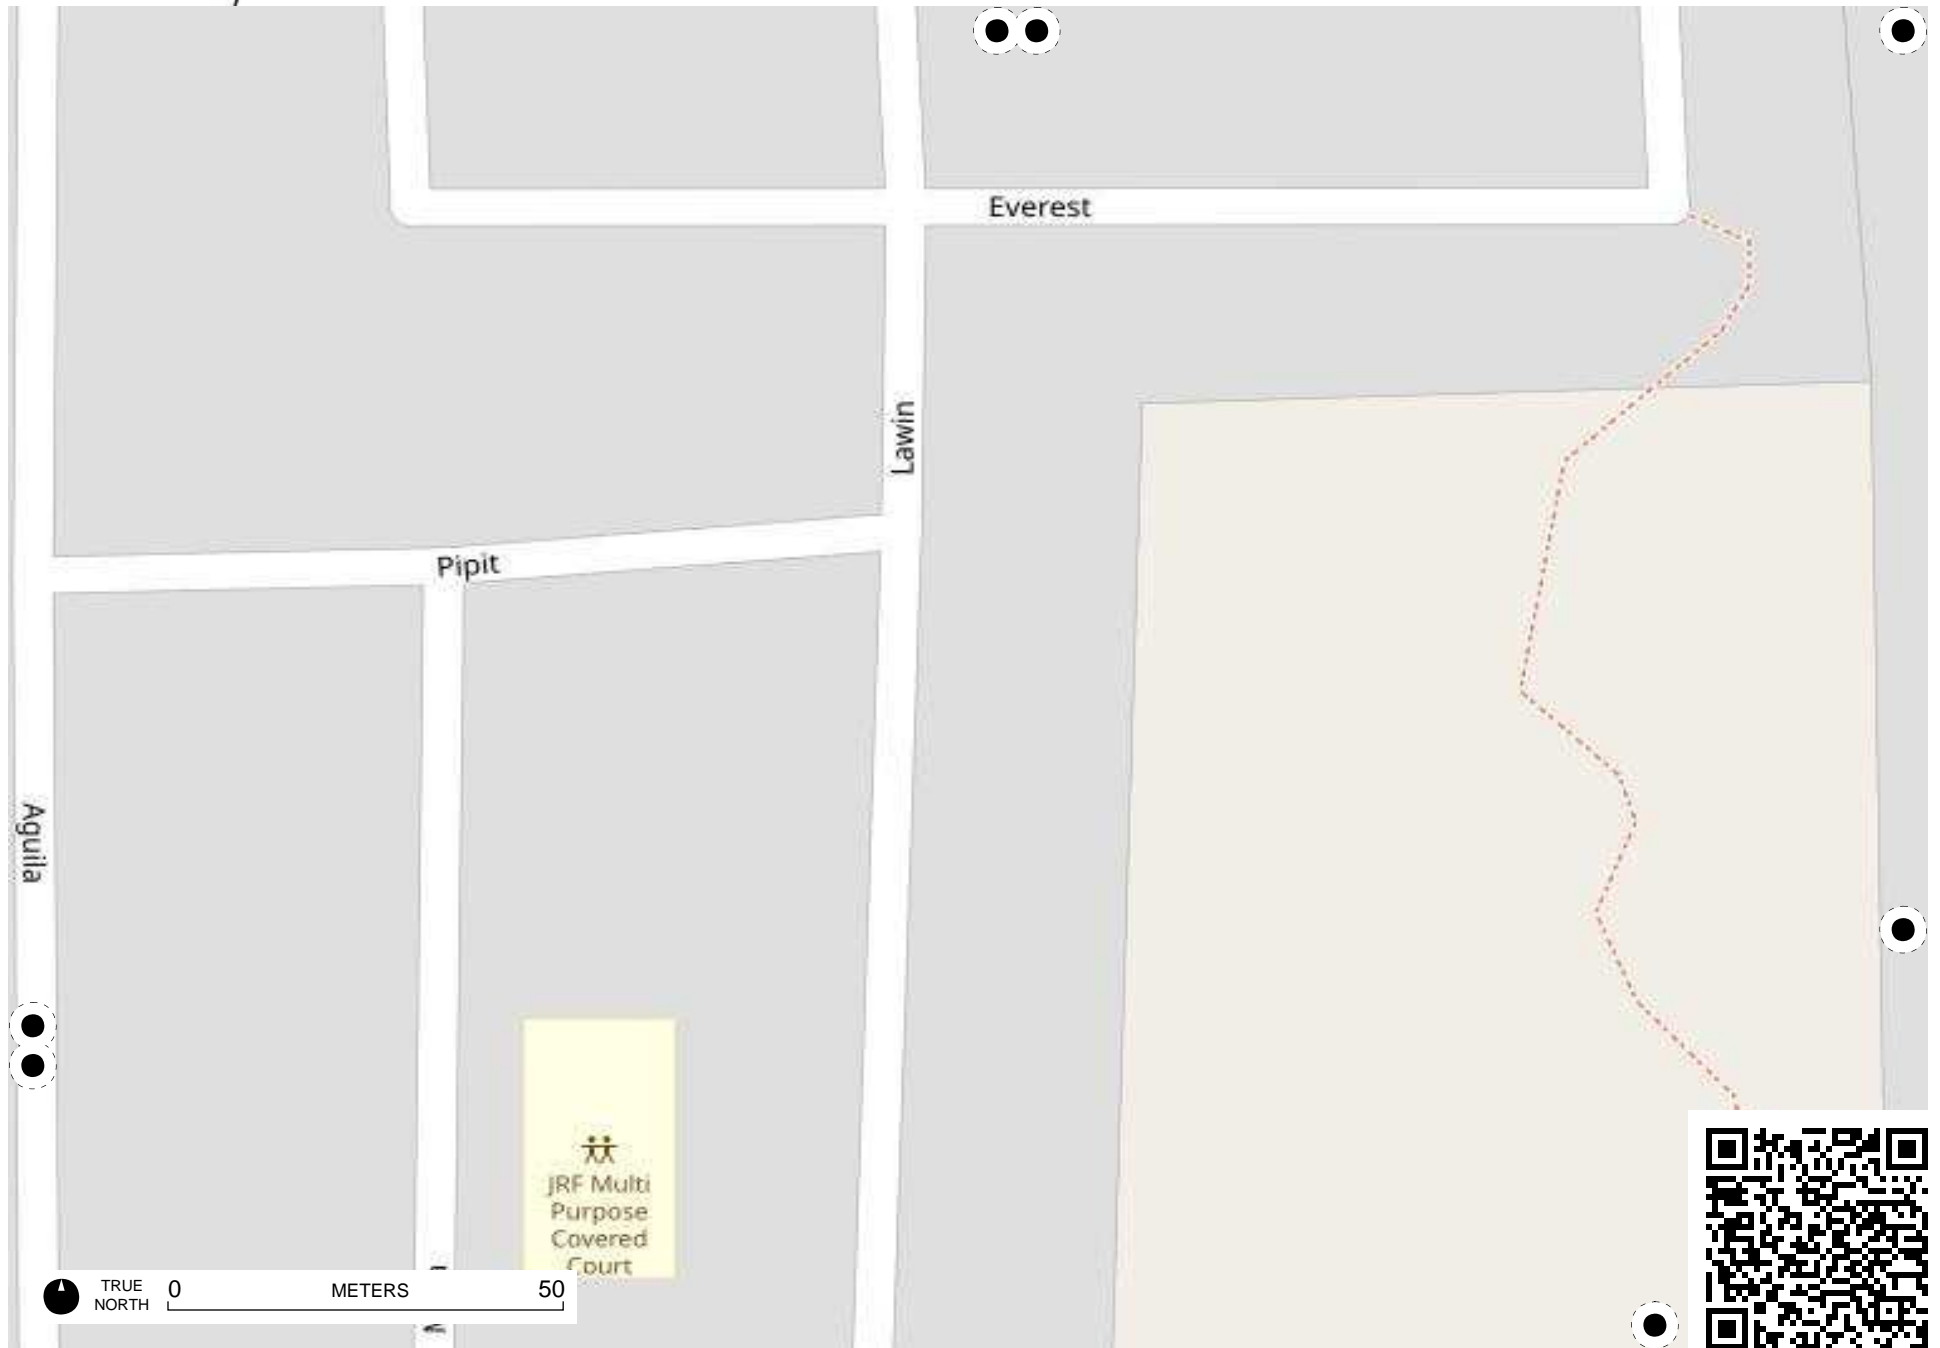 Everest
Lawin
Pipit
Aguila
JRF Multi
Purpose
Covered
Court
TRUE
NORTH
0 METERS 50